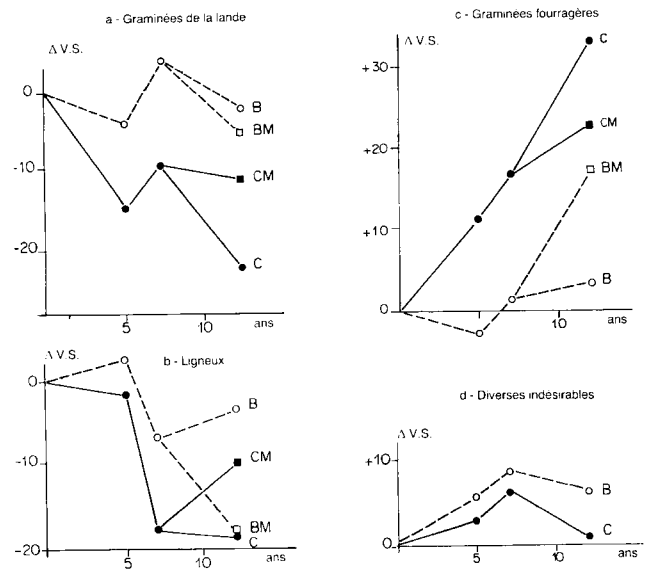 a - Graminées de la lande
Δ V.S.
0
-10
-20
B
BM
CM
C
5
10
ans
Δ V.S.
b - Ligneux
0
-10
-20
B
CM
BM
C
5
10
ans
c - Graminées fourragères
Δ V.S.
+30
+20
+10
0
C
CM
BM
B
5
10
ans
d - Diverses indésirables
Δ V.S.
+10
0
B
C
5
10
ans